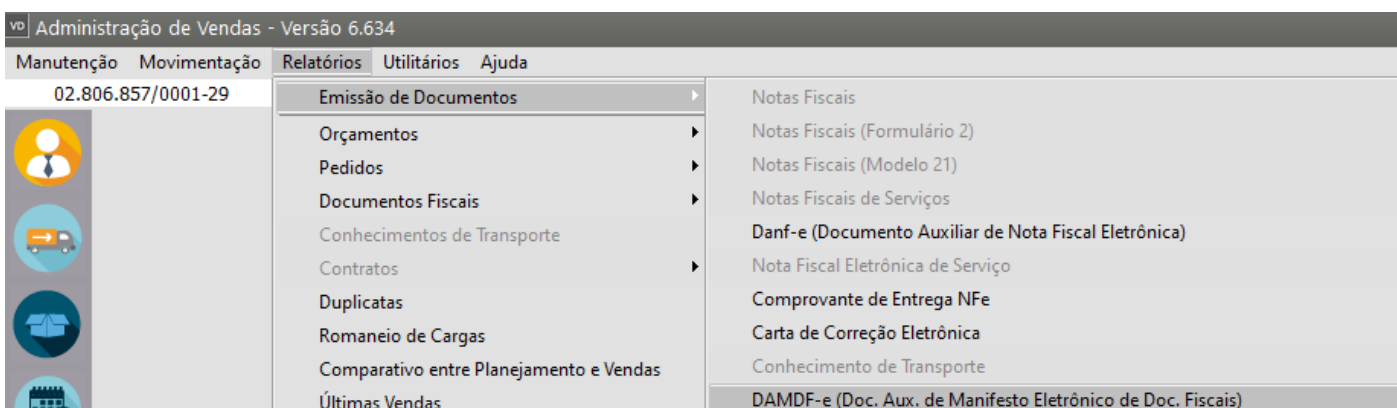 VD Administração de Vendas - Versão 6.634
Manutenção Movimentação Relatórios Utilitários Ajuda
02.806.857/0001-29
Emissão de Documentos
Orçamentos
Pedidos
Documentos Fiscais
Conhecimentos de Transporte
Contratos
Duplicatas
Romaneio de Cargas
Comparativo entre Planejamento e Vendas
Últimas Vendas
Notas Fiscais
Notas Fiscais (Formulário 2)
Notas Fiscais (Modelo 21)
Notas Fiscais de Serviços
Danf-e (Documento Auxiliar de Nota Fiscal Eletrônica)
Nota Fiscal Eletrônica de Serviço
Comprovante de Entrega NFe
Carta de Correção Eletrônica
Conhecimento de Transporte
DAMDF-e (Doc. Aux. de Manifesto Eletrônico de Doc. Fiscais)